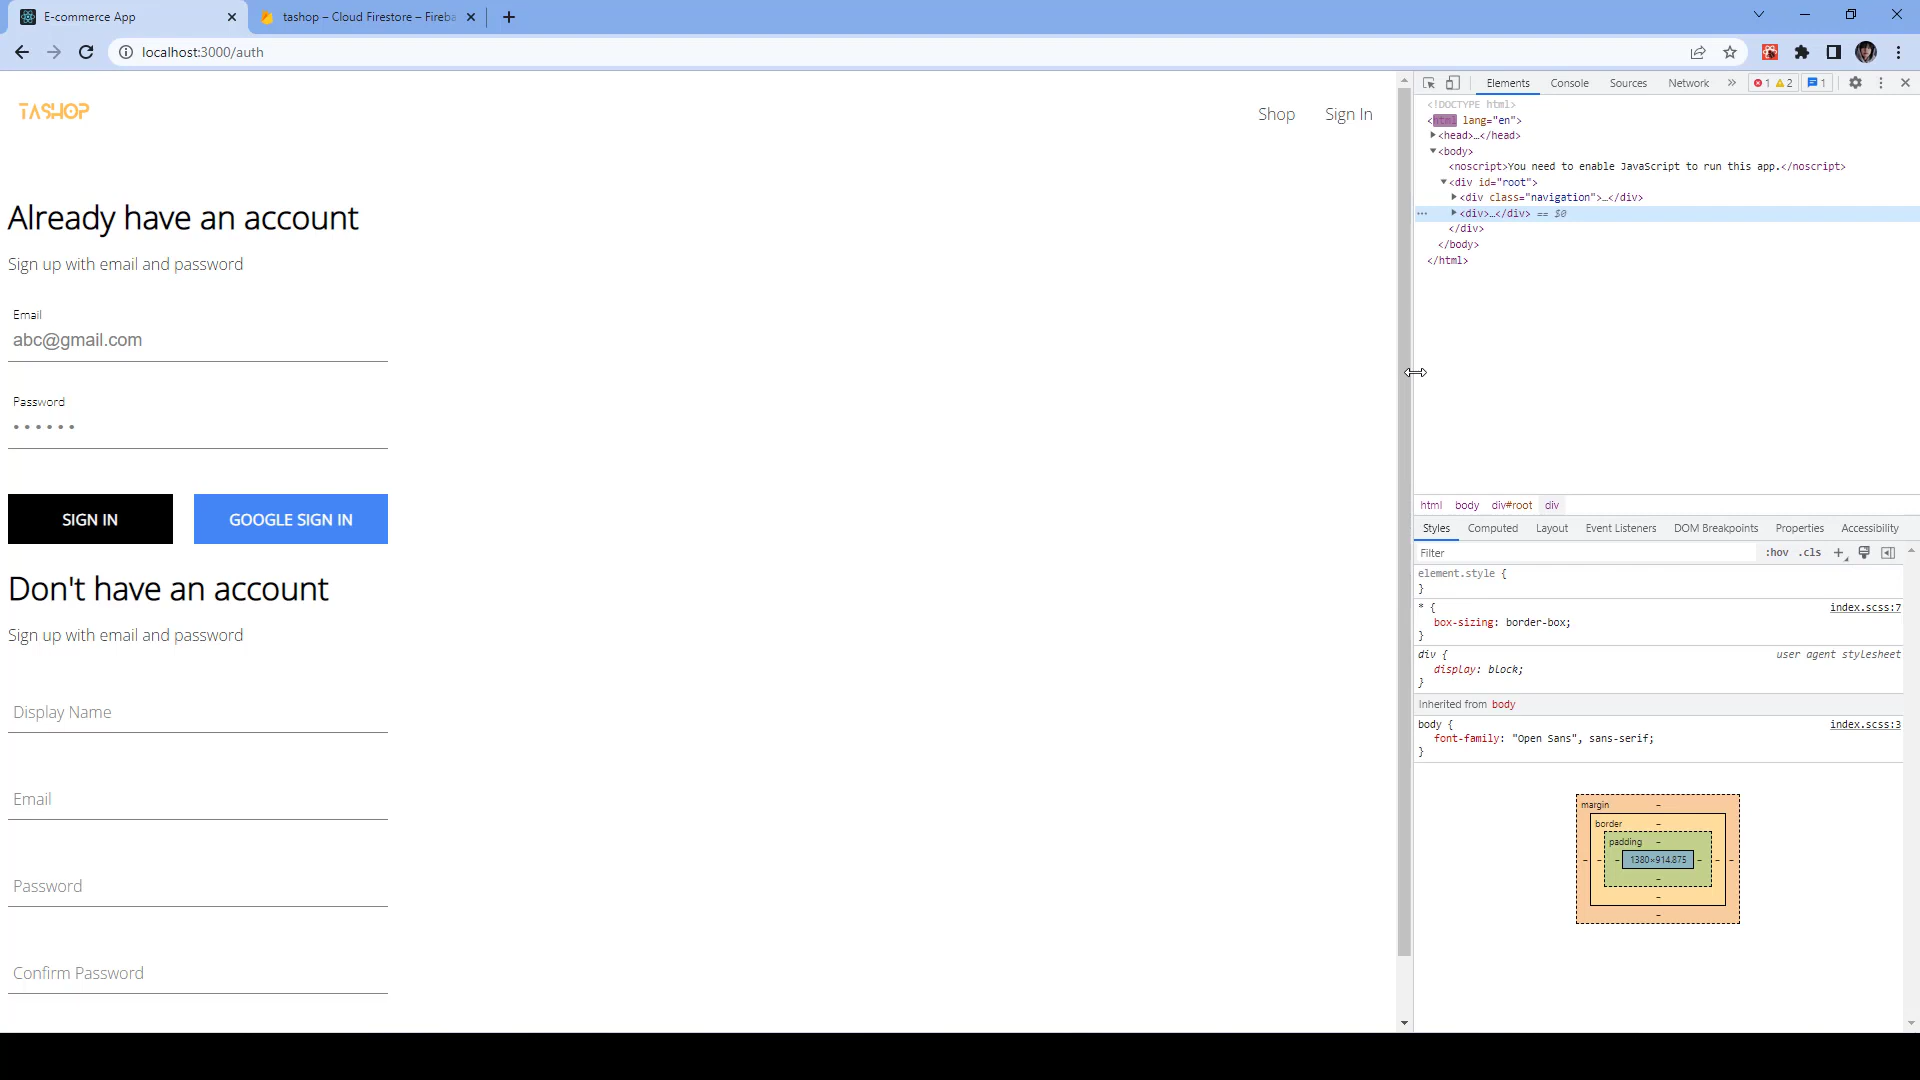 E-commerce App
tashop – Cloud Firestore – Fireba
localhost:3000/auth
TASHOP
Shop
Sign In
Already have an account
Sign up with email and password
Email
abc@gmail.com
Password
SIGN IN
GOOGLE SIGN IN
Don't have an account
Sign up with email and password
Display Name
Email
Password
Confirm Password
Elements
Console
Sources
Network
»
1
2
1
<!DOCTYPE html>
<html lang="en">
<head>…</head>
<body>
<noscript>You need to enable JavaScript to run this app.</noscript>
<div id="root">
<div class="navigation">…</div>
<div>…</div> == $0
</div>
</body>
</html>
html
body
div#root
div
Styles
Computed
Layout
Event Listeners
DOM Breakpoints
Properties
Accessibility
Filter
:hov
.cls
element.style {
}
* {
index.scss:7
box-sizing: border-box;
}
div {
user agent stylesheet
display: block;
}
Inherited from body
body {
index.scss:3
font-family: "Open Sans", sans-serif;
}
margin
–
border
–
padding
–
– – – 1380×914.875 – – –
–
–
–